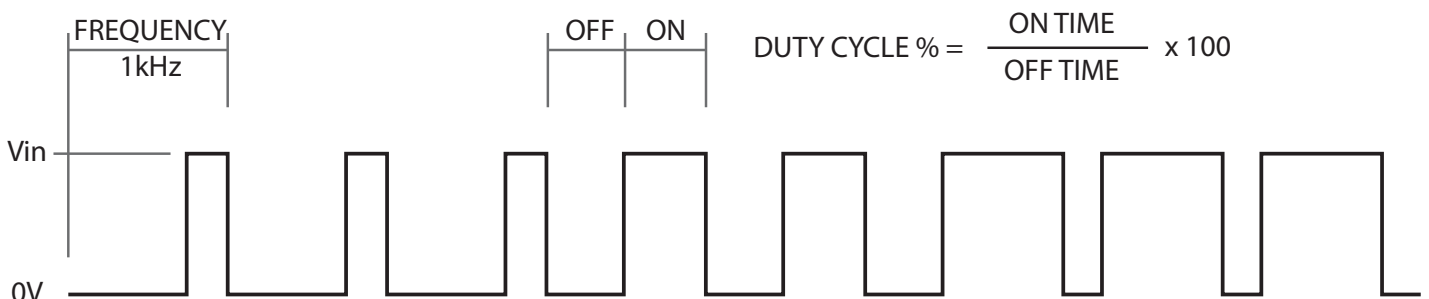 FREQUENCY
1kHz
OFF ON
DUTY CYCLE % = ON TIME
OFF TIME
x 100
Vin
0V